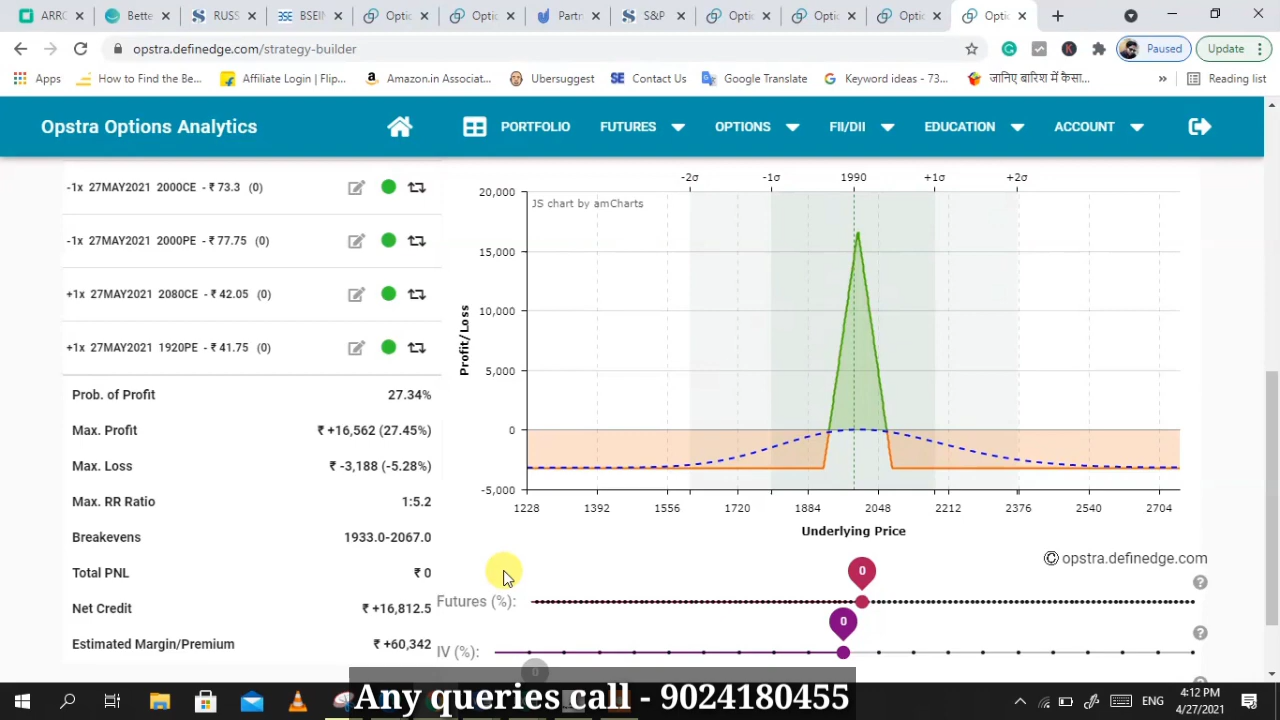 ARRC
Bette
RUSS
BSEIN
Optic
Optic
Partn
S&P
Optic
Optic
Optic
opstra.definedge.com/strategy-builder
Paused
Update
Apps
How to Find the Be...
Affiliate Login | Flip...
Amazon.in Associat...
Ubersuggest
Contact Us
Google Translate
Keyword ideas - 73...
जानिए बारिश में कैसा...
»
Reading list
Opstra Options Analytics
PORTFOLIO
FUTURES
OPTIONS
FII/DII
EDUCATION
ACCOUNT
-1x 27MAY2021 2000CE - ₹ 73.3 (0)
-1x 27MAY2021 2000PE - ₹ 77.75 (0)
+1x 27MAY2021 2080CE - ₹ 42.05 (0)
+1x 27MAY2021 1920PE - ₹ 41.75 (0)
Prob. of Profit 27.34%
Max. Profit ₹ +16,562 (27.45%)
Max. Loss ₹ -3,188 (-5.28%)
Max. RR Ratio 1:5.2
Breakevens 1933.0-2067.0
Total PNL ₹ 0
Net Credit ₹ +16,812.5
Estimated Margin/Premium ₹ +60,342
-2σ -1σ 1990 +1σ +2σ
JS chart by amCharts
20,000
15,000
10,000
5,000
0
-5,000
Profit/Loss
1228 1392 1556 1720 1884 2048 2212 2376 2540 2704
Underlying Price
© opstra.definedge.com
0
Futures (%):
0
IV (%):
0
Any queries call - 9024180455
ENG
4:12 PM
4/27/2021